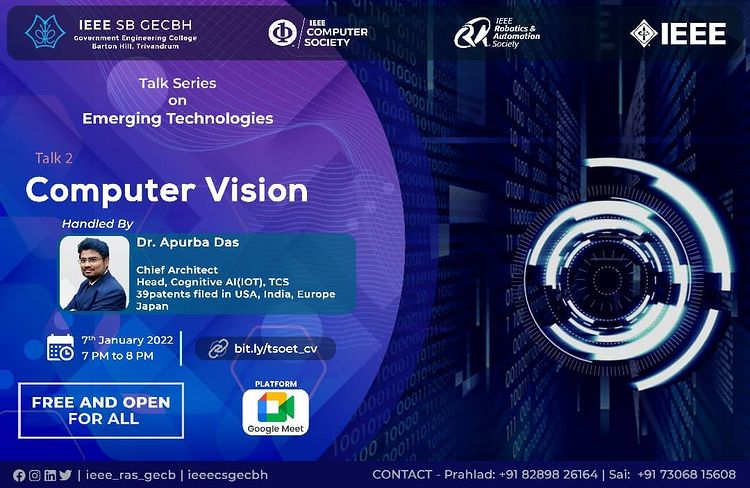 IEEE SB GECBH
Government Engineering College
Barton Hill, Trivandrum
IEEE
COMPUTER
SOCIETY
IEEE
Robotics &
Automation
Society
IEEE
Talk Series
on
Emerging Technologies
Talk 2
Computer Vision
Handled By
Dr. Apurba Das
Chief Architect
Head, Cognitive AI(IOT), TCS
39patents filed in USA, India, Europe
Japan
7th January 2022
7 PM to 8 PM
bit.ly/tsoet_cv
FREE AND OPEN
FOR ALL
PLATFORM
Google Meet
| ieee_ras_gecb | ieeecsgecbh
CONTACT - Prahlad: +91 82898 26164 | Sai: +91 73068 15608